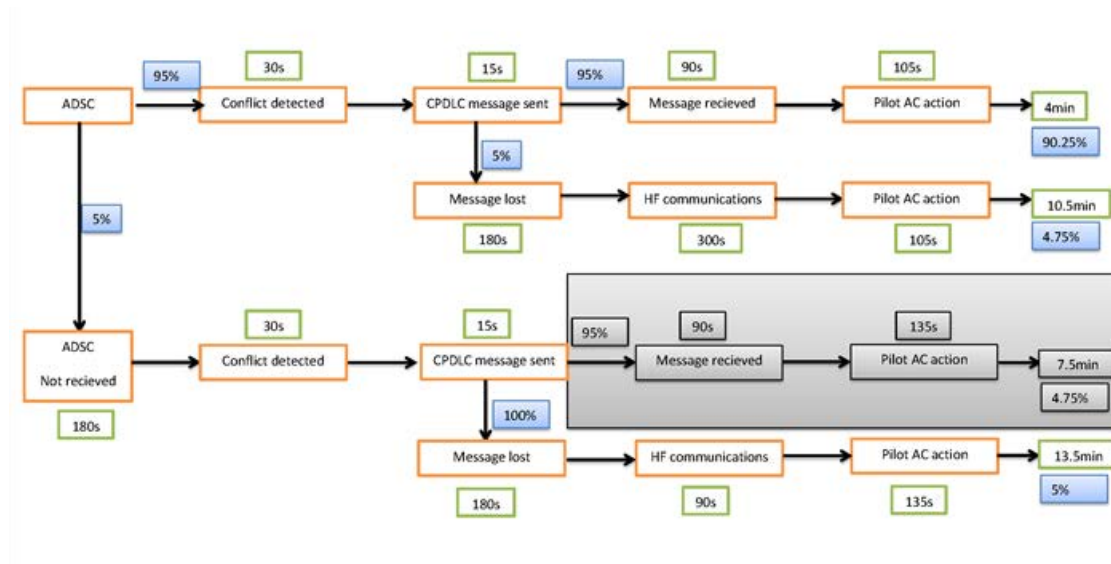 30s
15s
90s
105s
95%
95%
ADSC
Conflict detected
CPDLC message sent
Message recieved
Pilot AC action
4min
90.25%
5%
Message lost
HF communications
Pilot AC action
10.5min
180s
300s
105s
4.75%
5%
30s
15s
95%
90s
135s
ADSC
Not recieved
Conflict detected
CPDLC message sent
Message recieved
Pilot AC action
7.5min
4.75%
180s
100%
Message lost
HF communications
Pilot AC action
13.5min
180s
90s
135s
5%